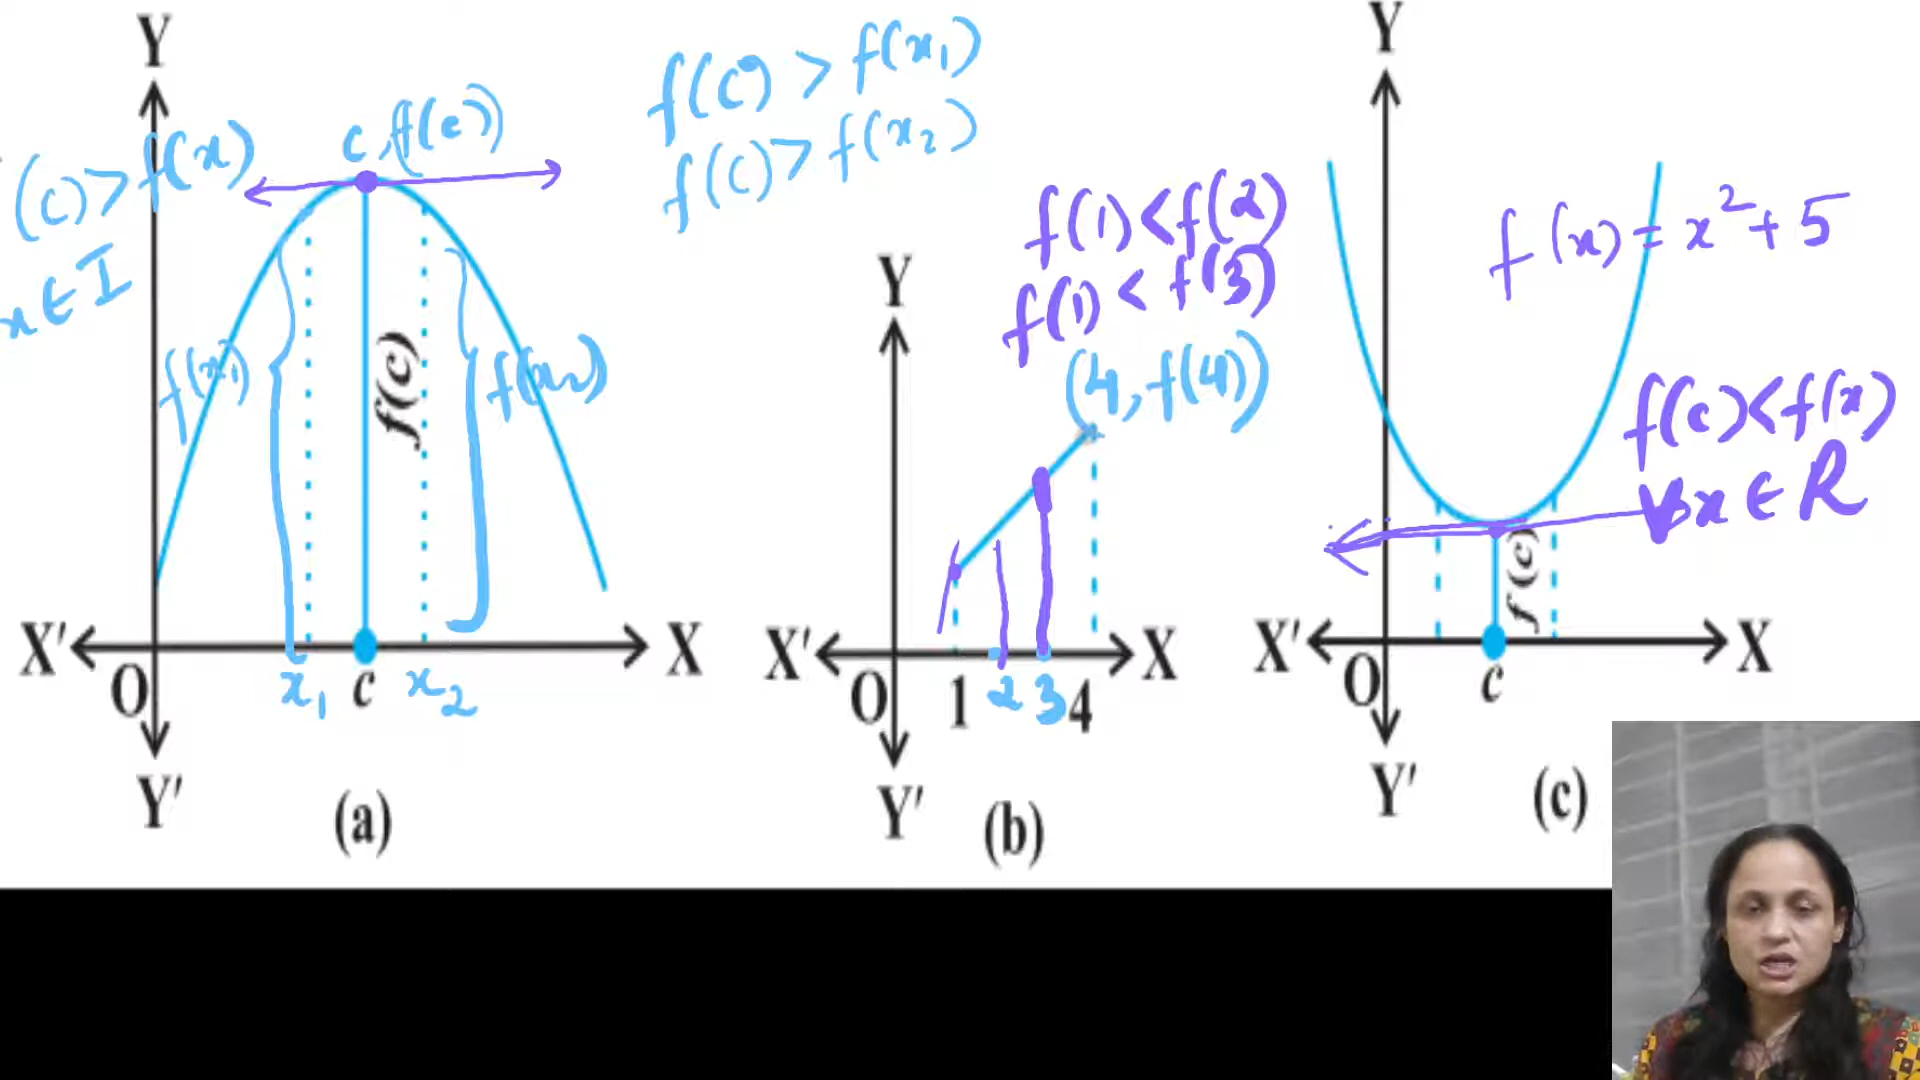 Y
(c) > f(x)
x ∈ I
c, f(c)
f(x₁)
f(c)
f(x₂)
X'
O
x₁
c
x₂
X
Y'
(a)
f(c) > f(x₁)
f(c) > f(x₂)
f(1) < f(2)
f(1) < f(3)
(4, f(4))
Y
X'
O
1
2
3
4
X
Y'
(b)
Y
f(x) = x² + 5
f(c) < f(x)
∀ x ∈ R
f(c)
X'
O
c
X
Y'
(c)